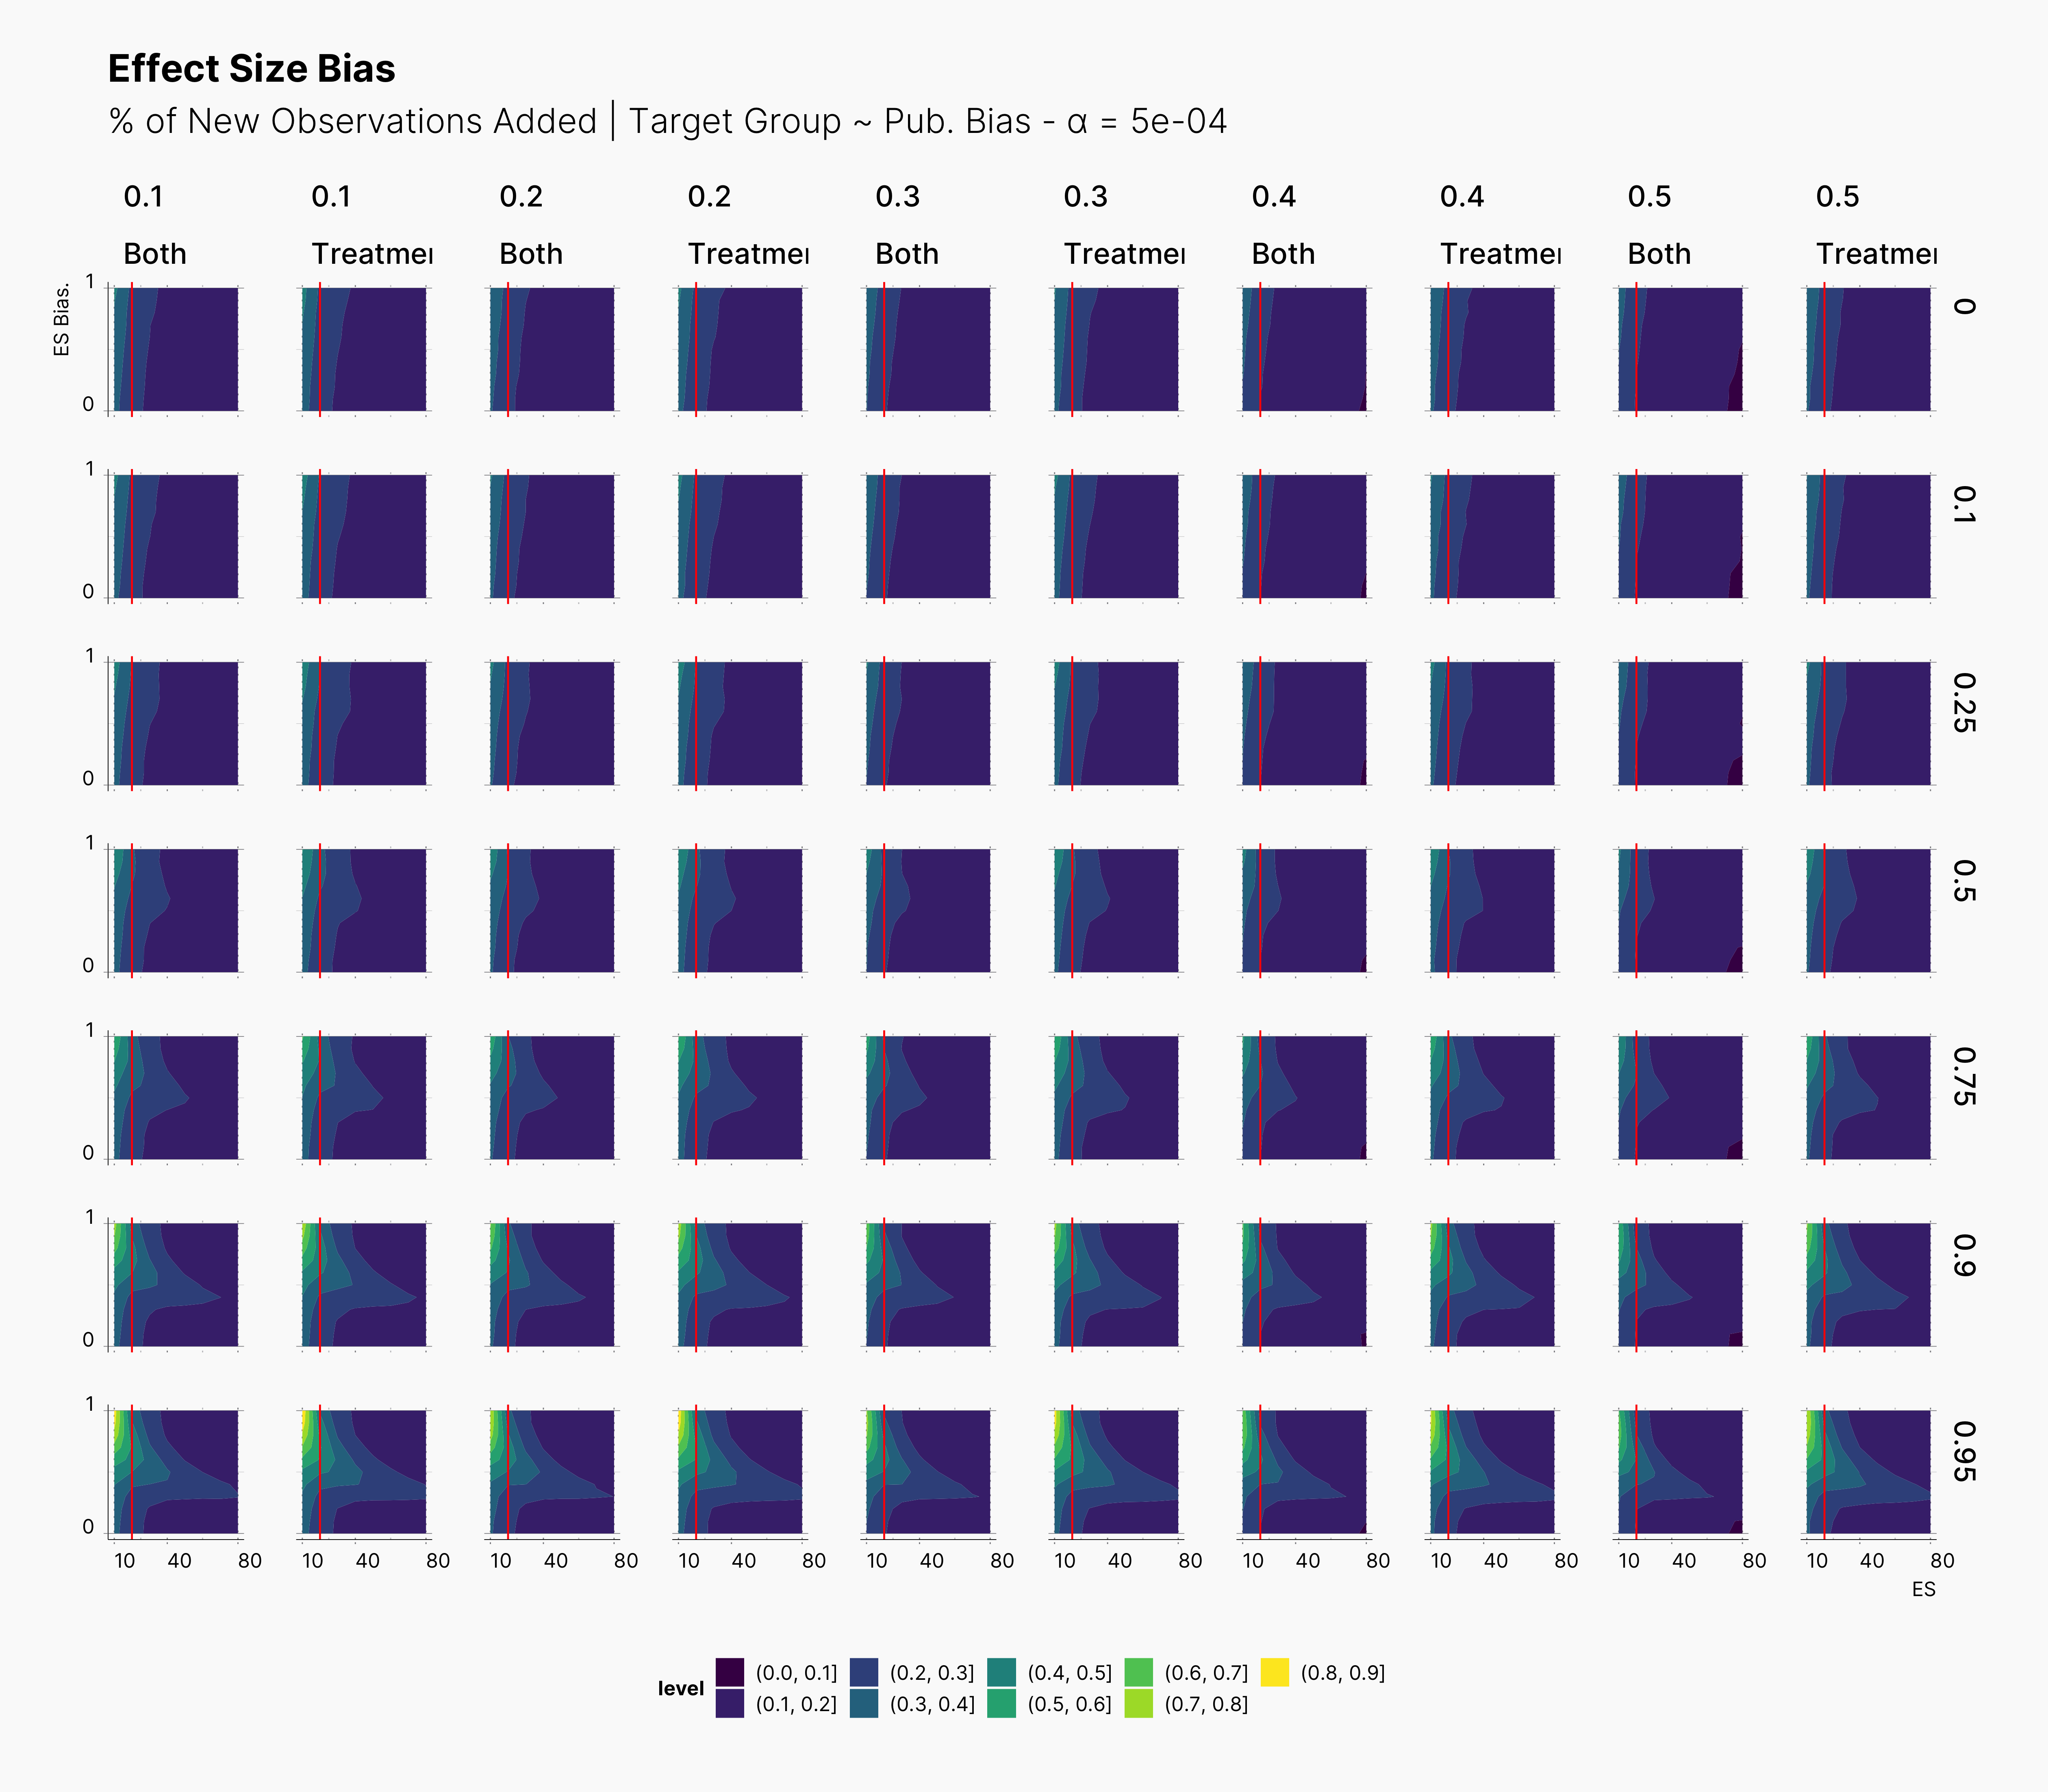 Effect Size Bias
% of New Observations Added | Target Group ~ Pub. Bias - α = 5e-04
0.1 0.1 0.2 0.2 0.3 0.3 0.4 0.4 0.5 0.5
Both Treatmer Both Treatmer Both Treatmer Both Treatmer Both Treatmer
ES Bias.
1
0
0
1
0
0.1
1
0
0.25
1
0
0.5
1
0
0.75
1
0
0.9
1
0
0.95
10 40 80 10 40 80 10 40 80 10 40 80 10 40 80 10 40 80 10 40 80 10 40 80 10 40 80 10 40 80
ES
level
(0.0, 0.1] (0.2, 0.3] (0.4, 0.5] (0.6, 0.7] (0.8, 0.9]
(0.1, 0.2] (0.3, 0.4] (0.5, 0.6] (0.7, 0.8]